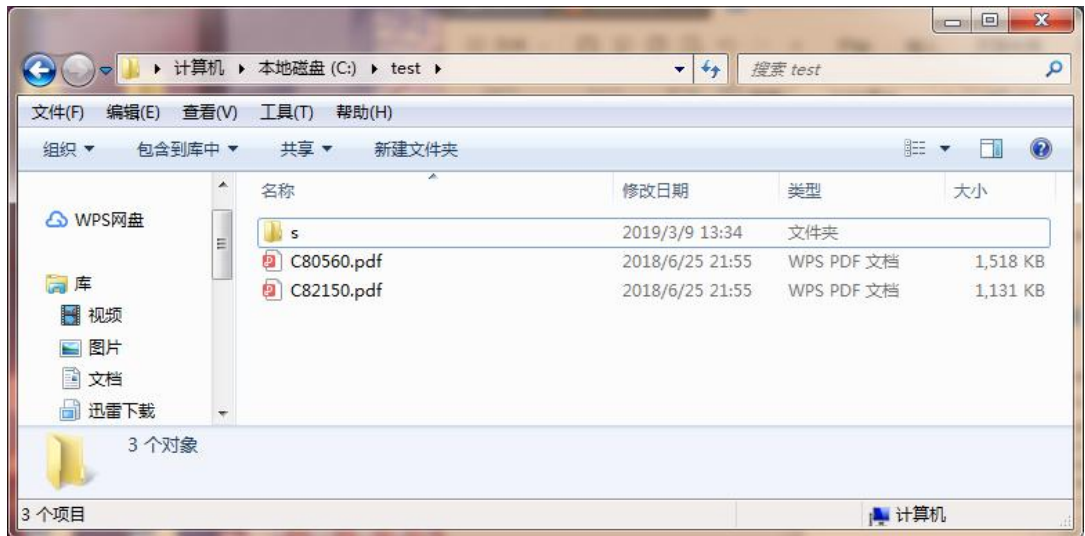 计算机 本地磁盘 (C:) test 搜索 test
文件(F) 编辑(E) 查看(V) 工具(T) 帮助(H)
组织 包含到库中 共享 新建文件夹
名称 修改日期 类型 大小
WPS网盘
s 2019/3/9 13:34 文件夹
C80560.pdf 2018/6/25 21:55 WPS PDF 文档 1,518 KB
库
C82150.pdf 2018/6/25 21:55 WPS PDF 文档 1,131 KB
视频
图片
文档
迅雷下载
3 个对象
3 个项目 计算机